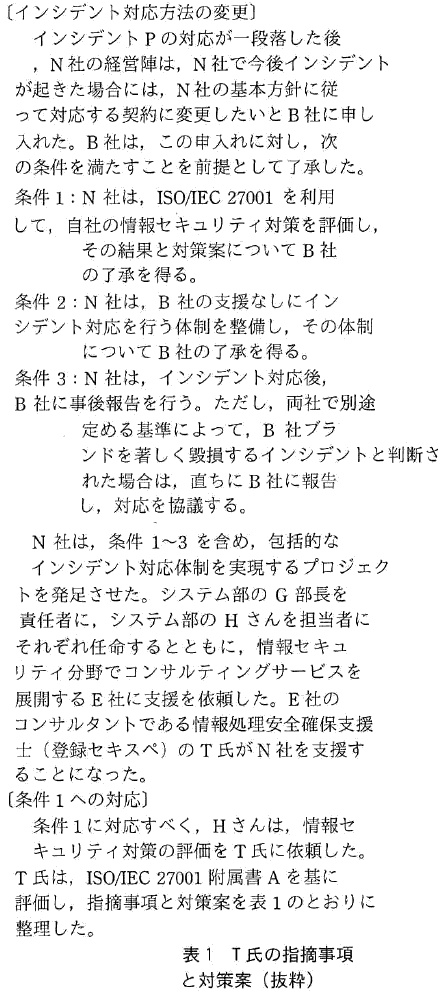 〔インシデント対応方法の変更〕
インシデントPの対応が一段落した後
，N社の経営陣は，N社で今後インシデント
が起きた場合には，N社の基本方針に従
って対応する契約に変更したいとB社に申し
入れた。B社は，この申入れに対し，次
の条件を満たすことを前提として了承した。
条件1：N社は，ISO/IEC 27001 を利用
して，自社の情報セキュリティ対策を評価し，
その結果と対策案についてB社
の了承を得る。
条件2：N社は，B社の支援なしにイン
シデント対応を行う体制を整備し，その体制
についてB社の了承を得る。
条件3：N社は，インシデント対応後，
B社に事後報告を行う。ただし，両社で別途
定める基準によって，B社ブラ
ンドを著しく毀損するインシデントと判断さ
れた場合は，直ちにB社に報告
し，対応を協議する。
N社は，条件1～3を含め，包括的な
インシデント対応体制を実現するプロジェク
トを発足させた。システム部のG部長を
責任者に，システム部のHさんを担当者に
それぞれ任命するとともに，情報セキュ
リティ分野でコンサルティングサービスを
展開するE社に支援を依頼した。E社の
コンサルタントである情報処理安全確保支援
士（登録セキスペ）のT氏がN社を支援す
ることになった。
〔条件1への対応〕
条件1に対応すべく，Hさんは，情報セ
キュリティ対策の評価をT氏に依頼した。
T氏は，ISO/IEC 27001 附属書Aを基に
評価し，指摘事項と対策案を表1のとおりに
整理した。
表1　T氏の指摘事項
と対策案（抜粋）